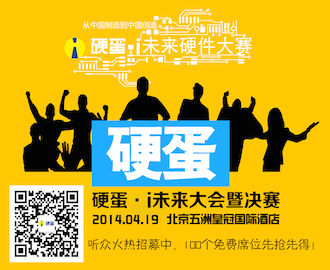 从中国制造到中国创造
硬蛋·i未来硬件大赛
硬蛋
硬蛋·i未来大会暨决赛
2014.04.19 北京五洲皇冠国际酒店
听众火热招募中，100个免费席位先抢先得！